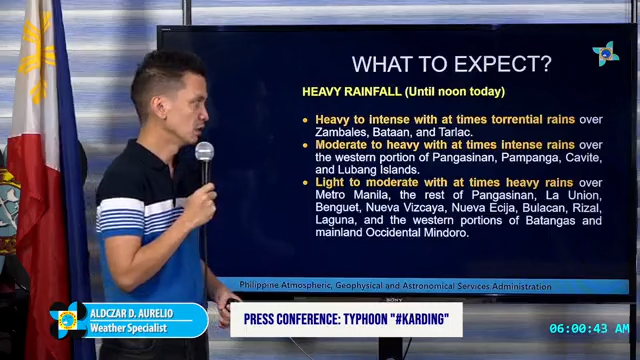 WHAT TO EXPECT?
HEAVY RAINFALL (Until noon today)
• Heavy to intense with at times torrential rains over
Zambales, Bataan, and Tarlac.
• Moderate to heavy with at times intense rains over
the western portion of Pangasinan, Pampanga, Cavite,
and Lubang Islands.
• Light to moderate with at times heavy rains over
Metro Manila, the rest of Pangasinan, La Union,
Benguet, Nueva Vizcaya, Nueva Ecija, Bulacan, Rizal,
Laguna, and the western portions of Batangas and
mainland Occidental Mindoro.
Philippine Atmospheric, Geophysical and Astronomical Services Administration
SONY
ALDCZAR D. AURELIO
Weather Specialist
PRESS CONFERENCE: TYPHOON "#KARDING"
06:00:43 AM